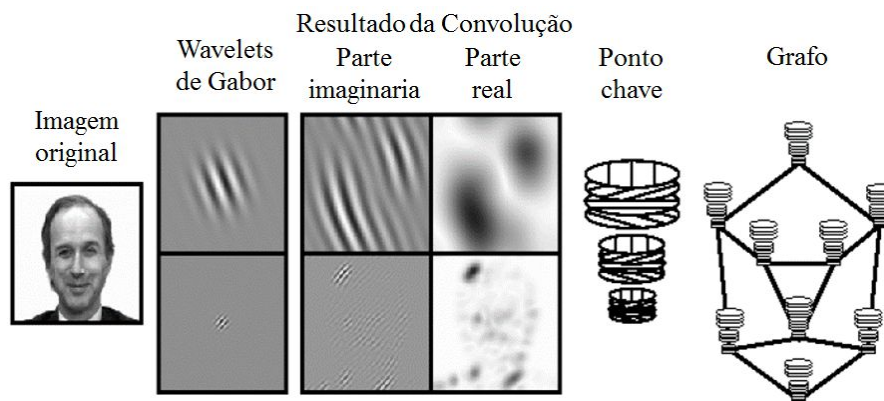 Imagem
original
Wavelets
de Gabor
Resultado da Convolução
Parte
imaginaria
Parte
real
Ponto
chave
Grafo